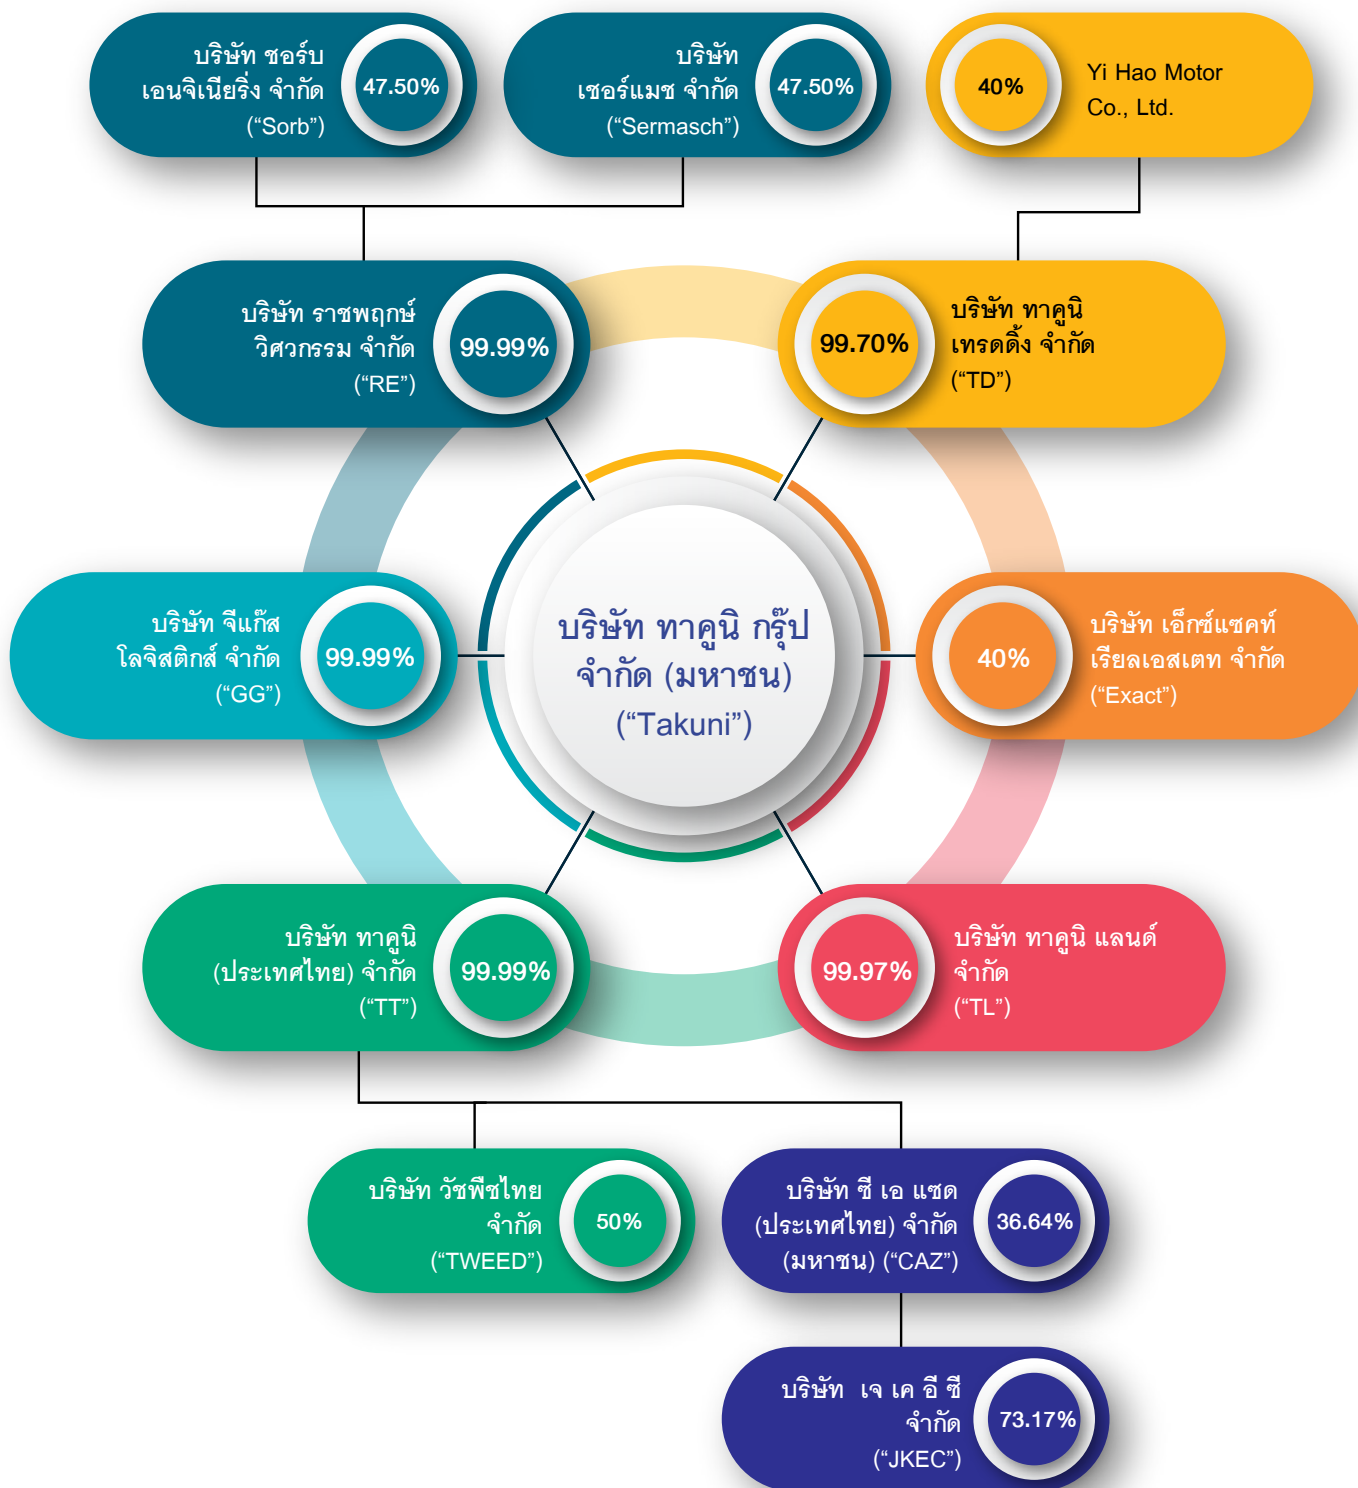 บริษัท ซอร์บ
เอนจิเนียริ่ง จำกัด
(“Sorb”)
47.50%
บริษัท
เซอร์แมช จำกัด
(“Sermasch”)
47.50%
40%
Yi Hao Motor
Co., Ltd.
บริษัท ราชพฤกษ์
วิศวกรรม จำกัด
(“RE”)
99.99%
99.70%
บริษัท ทาคูนิ
เทรดดิ้ง จำกัด
(“TD”)
บริษัท จีแก๊ส
โลจิสติกส์ จำกัด
(“GG”)
99.99%
บริษัท ทาคูนิ กรุ๊ป
จำกัด (มหาชน)
(“Takuni”)
40%
บริษัท เอ็กซ์แซคท์
เรียลเอสเตท จำกัด
(“Exact”)
บริษัท ทาคูนิ
(ประเทศไทย) จำกัด
(“TT”)
99.99%
99.97%
บริษัท ทาคูนิ แลนด์
จำกัด
(“TL”)
บริษัท วัชพืชไทย
จำกัด
(“TWEED”)
50%
บริษัท ซี เอ แซด
(ประเทศไทย) จำกัด
(มหาชน) (“CAZ”)
36.64%
บริษัท เจ เค อี ซี
จำกัด
(“JKEC”)
73.17%